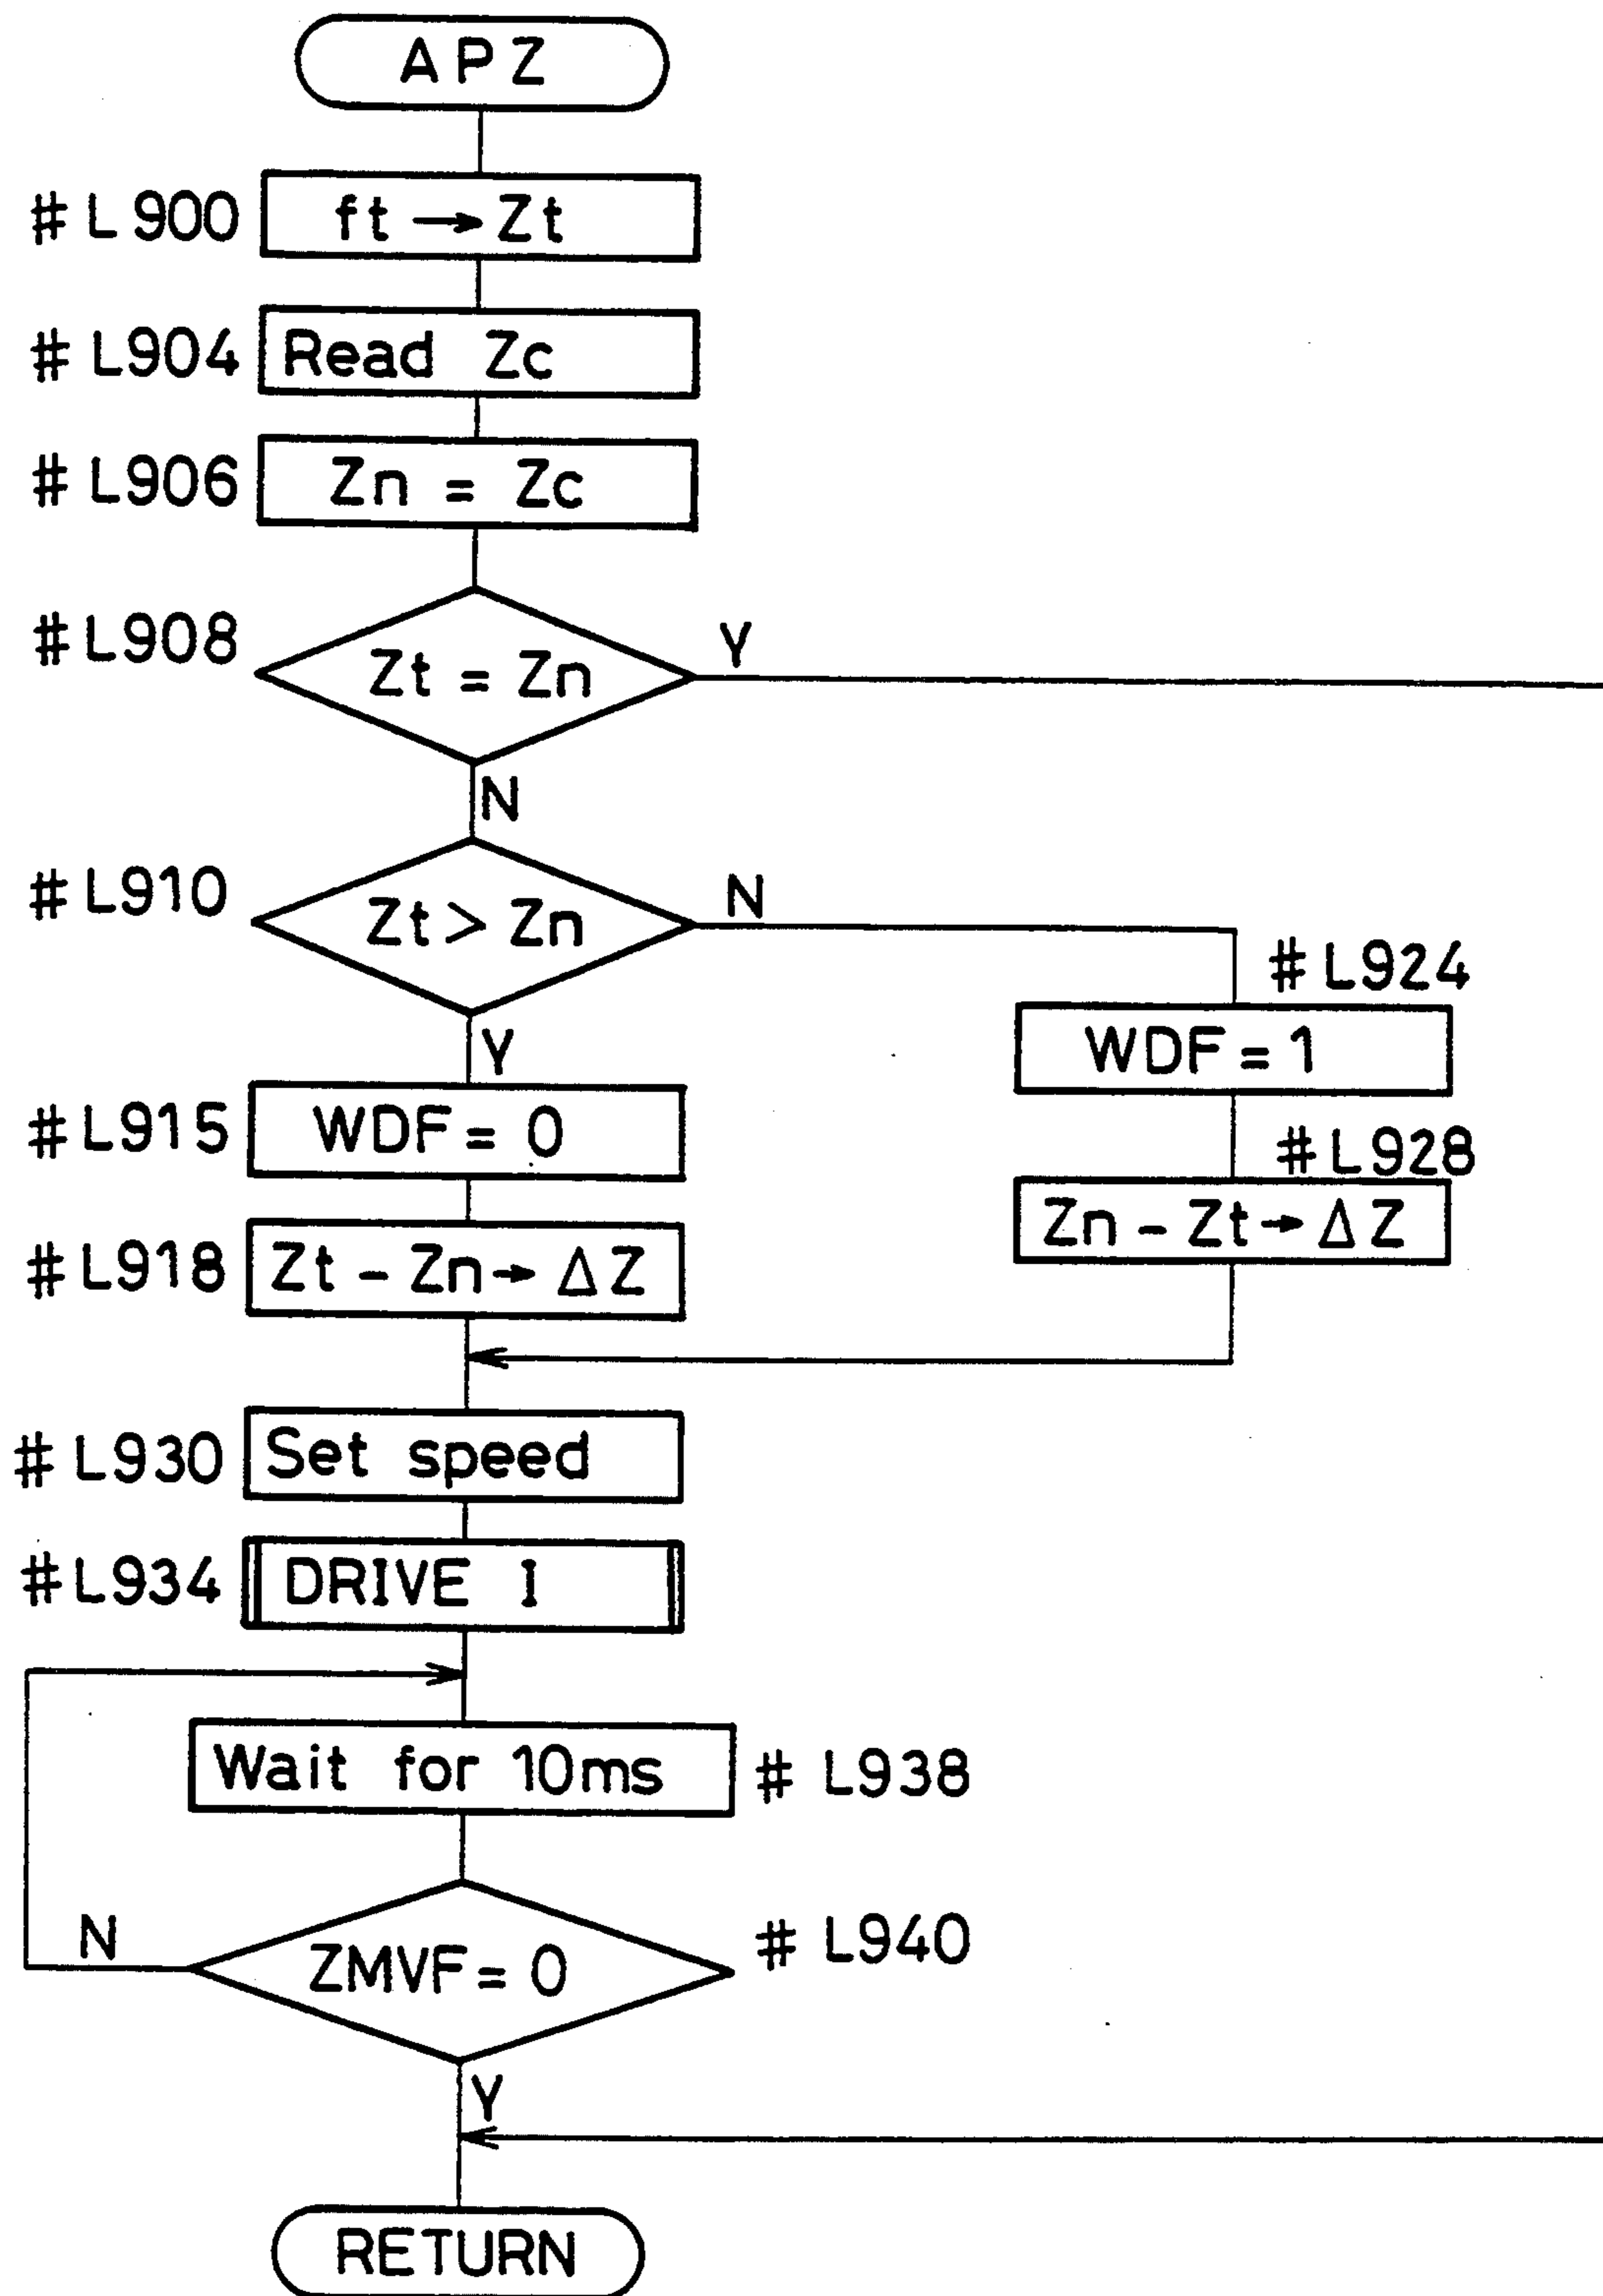 APZ
#L900 ft → Zt
#L904 Read Zc
#L906 Zn = Zc
#L908 Zt = Zn Y
N
#L910 Zt > Zn N
#L924
WDF = 1
Y
#L915 WDF = 0
#L928
Zn - Zt → ΔZ
#L918 Zt - Zn → ΔZ
#L930 Set speed
#L934 DRIVE I
Wait for 10ms #L938
N ZMVF = 0 #L940
Y
RETURN